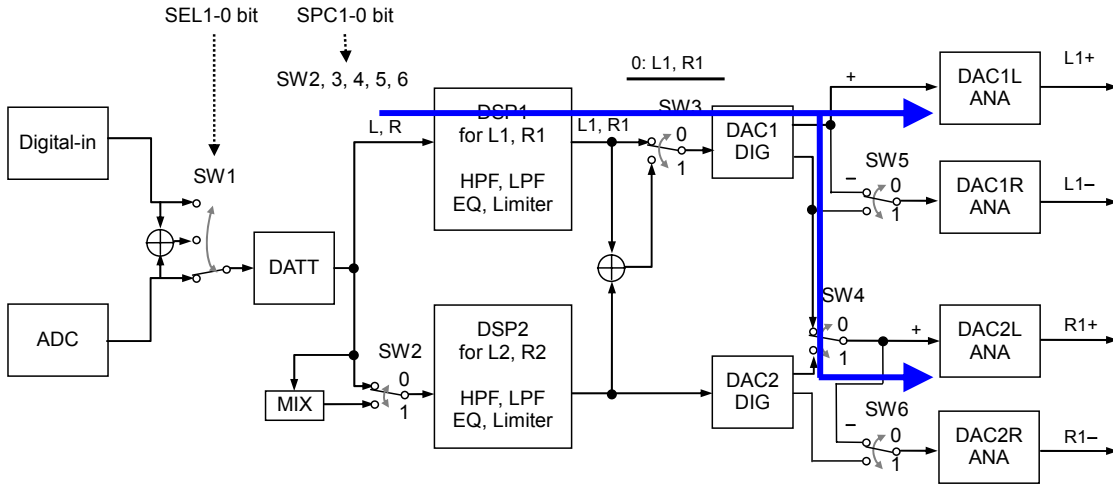 SEL1-0 bit
SPC1-0 bit
SW2, 3, 4, 5, 6
0: L1, R1
Digital-in
SW1
ADC
DATT
L, R
MIX
SW2
0
1
DSP1
for L1, R1
HPF, LPF
EQ, Limiter
L1, R1
DSP2
for L2, R2
HPF, LPF
EQ, Limiter
SW3
0
1
DAC1
DIG
DAC2
DIG
+
−
SW5
0
1
SW4
0
1
+
−
SW6
0
1
DAC1L
ANA
L1+
DAC1R
ANA
L1−
DAC2L
ANA
R1+
DAC2R
ANA
R1−